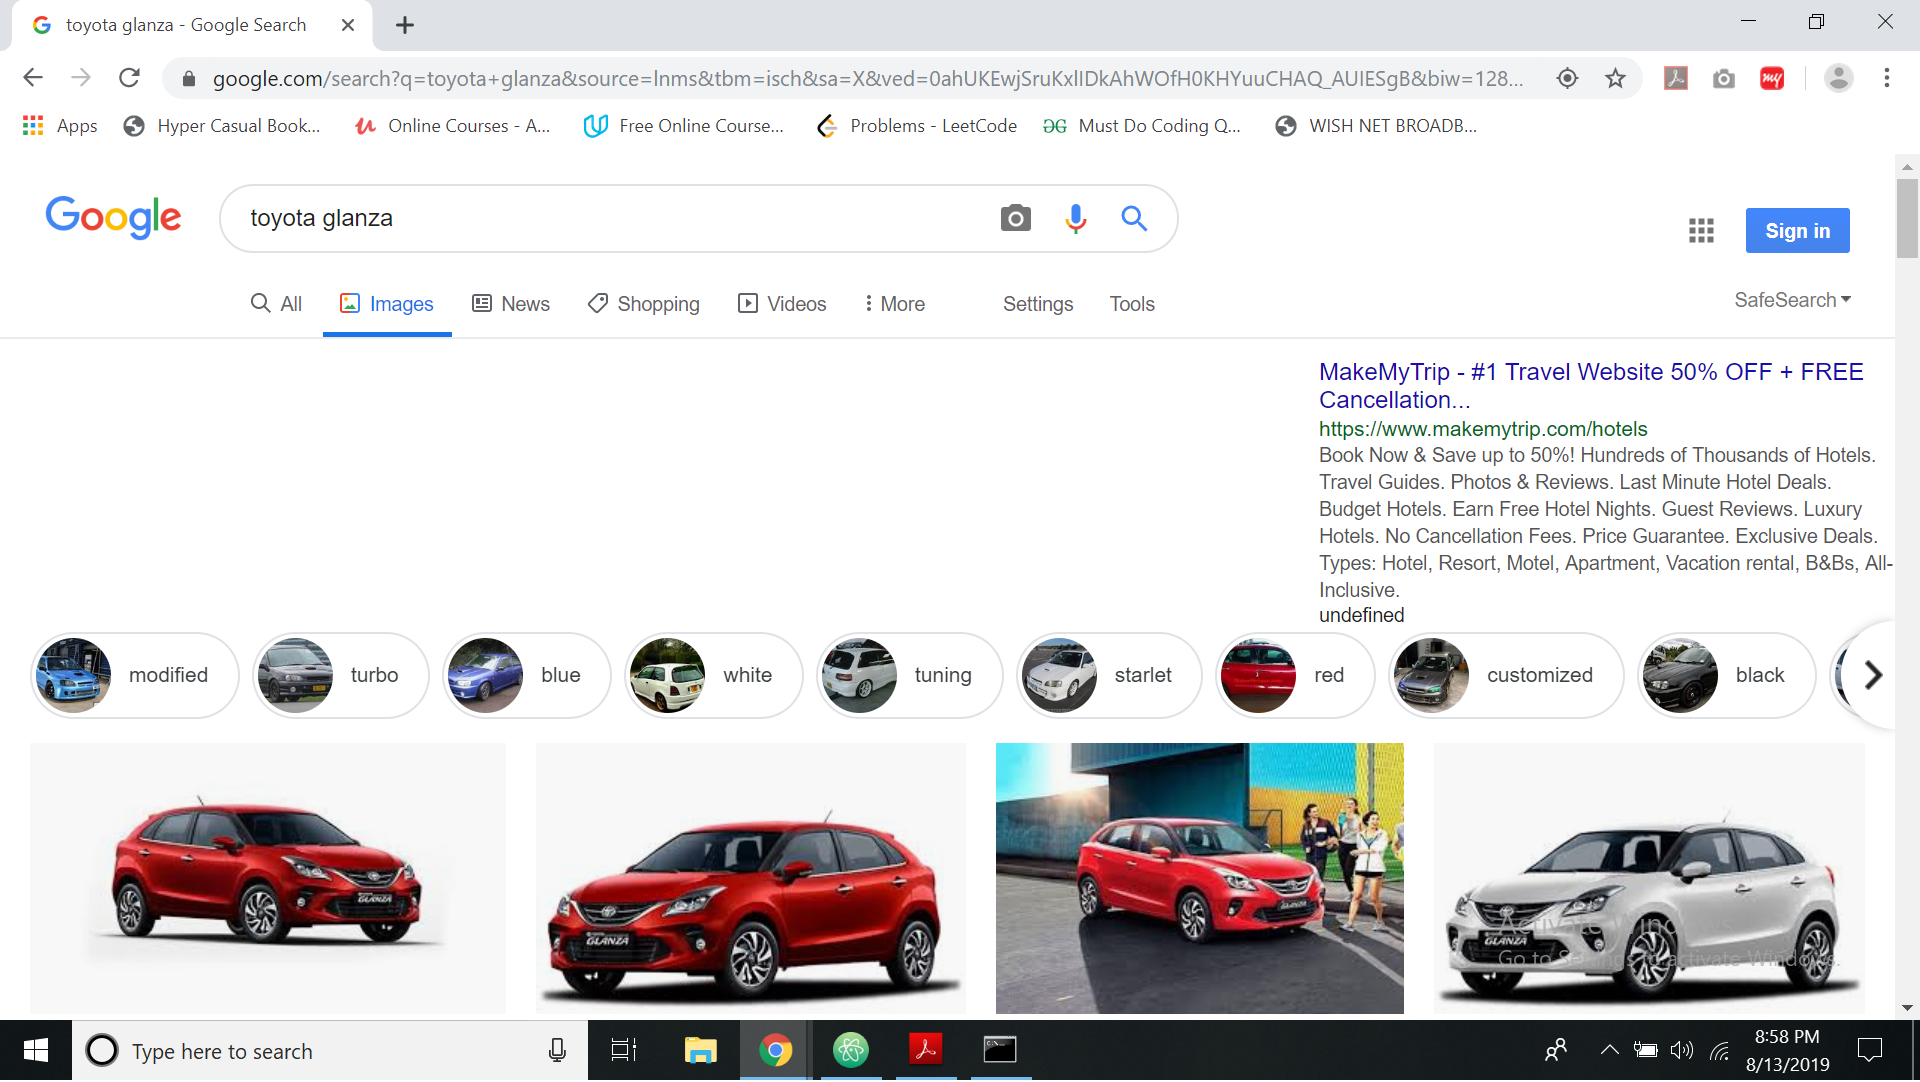 toyota glanza - Google Search
google.com/search?q=toyota+glanza&source=lnms&tbm=isch&sa=X&ved=0ahUKEwjSruKxlIDkAhWOfH0KHYuuCHAQ_AUIESgB&biw=128...
Apps Hyper Casual Book... Online Courses - A... Free Online Course... Problems - LeetCode Must Do Coding Q... WISH NET BROADB...
Google toyota glanza Sign in
All Images News Shopping Videos More Settings Tools SafeSearch
MakeMyTrip - #1 Travel Website 50% OFF + FREE
Cancellation...
https://www.makemytrip.com/hotels
Book Now & Save up to 50%! Hundreds of Thousands of Hotels.
Travel Guides. Photos & Reviews. Last Minute Hotel Deals.
Budget Hotels. Earn Free Hotel Nights. Guest Reviews. Luxury
Hotels. No Cancellation Fees. Price Guarantee. Exclusive Deals.
Types: Hotel, Resort, Motel, Apartment, Vacation rental, B&Bs, All-
Inclusive.
undefined
modified turbo blue white tuning starlet red customized black
GLANZA GLANZA GLANZA GLANZA
Activate Windows
Go to Settings to activate Windows.
Type here to search
8:58 PM
8/13/2019